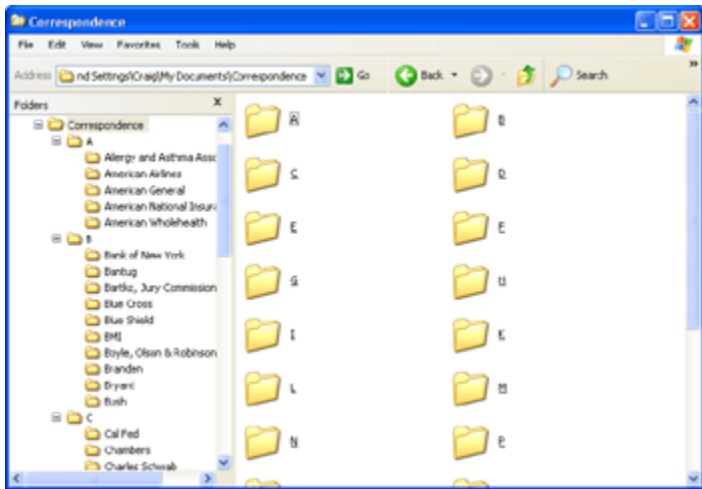 Correspondence
File Edit View Favorites Tools Help
Address nd Settings\Craig\My Documents\Correspondence Go Back Search
Folders x
Correspondence
A
Allergy and Asthma Asso
American Airlines
American General
American National Insura
American Wholehealth
B
Bank of New York
Bantug
Bartko, Jury Commission
Blue Cross
Blue Shield
BMI
Boyle, Olson & Robinson
Branden
Bryant
Bush
C
Cal Fed
Chambers
Charles Schwab
A B
C D
E F
G H
I K
L M
N P